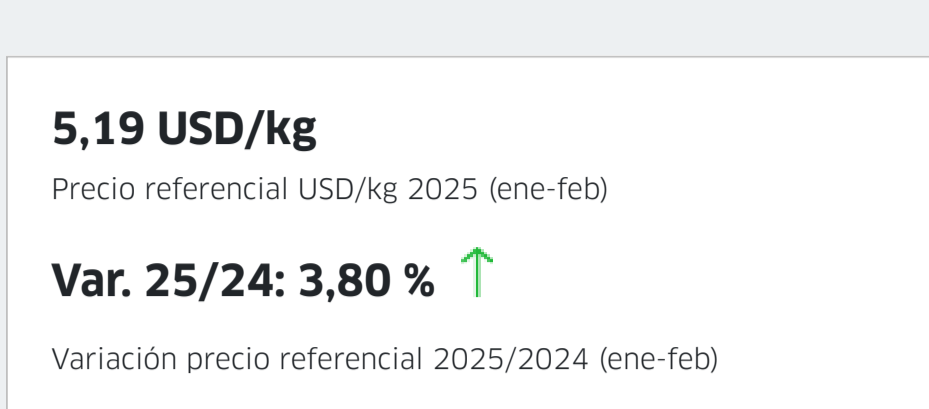 5,19 USD/kg
Precio referencial USD/kg 2025 (ene-feb)
Var. 25/24: 3,80 %
Variación precio referencial 2025/2024 (ene-feb)